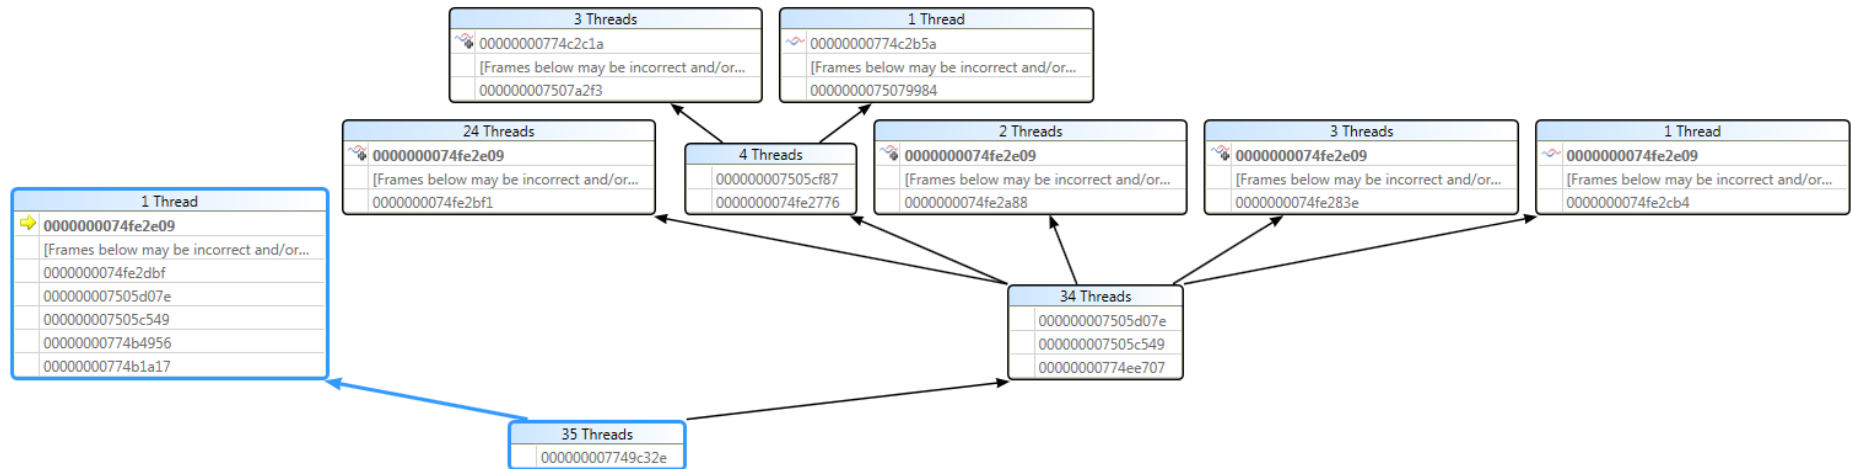 3 Threads
00000000774c2c1a
[Frames below may be incorrect and/or...
000000007507a2f3
1 Thread
00000000774c2b5a
[Frames below may be incorrect and/or...
0000000075079984
24 Threads
0000000074fe2e09
[Frames below may be incorrect and/or...
0000000074fe2bf1
4 Threads
000000007505cf87
0000000074fe2776
2 Threads
0000000074fe2e09
[Frames below may be incorrect and/or...
0000000074fe2a88
3 Threads
0000000074fe2e09
[Frames below may be incorrect and/or...
0000000074fe283e
1 Thread
0000000074fe2e09
[Frames below may be incorrect and/or...
0000000074fe2cb4
1 Thread
0000000074fe2e09
[Frames below may be incorrect and/or...
0000000074fe2dbf
000000007505d07e
000000007505c549
00000000774b4956
00000000774b1a17
34 Threads
000000007505d07e
000000007505c549
00000000774ee707
35 Threads
000000007749c32e